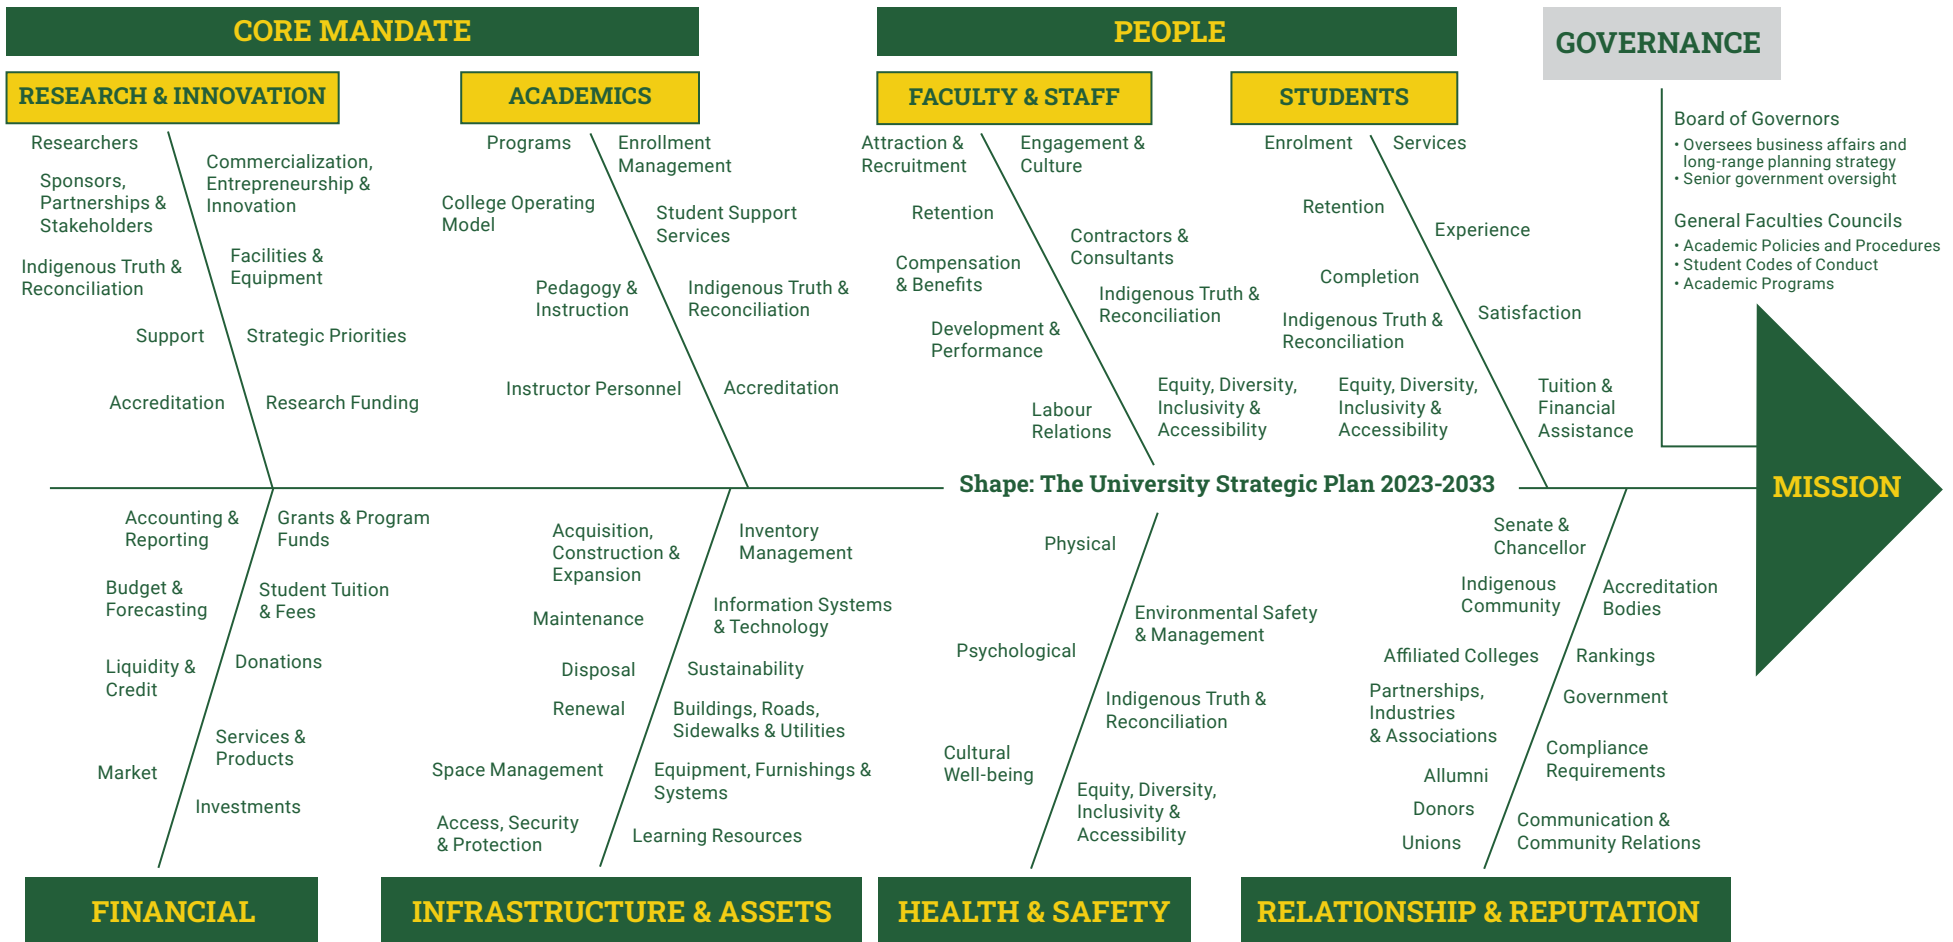 CORE MANDATE
RESEARCH & INNOVATION
Researchers
Sponsors,
Partnerships &
Stakeholders
Indigenous Truth &
Reconciliation
Support
Accreditation
Commercialization,
Entrepreneurship &
Innovation
Facilities &
Equipment
Strategic Priorities
Research Funding
ACADEMICS
Programs
College Operating
Model
Pedagogy &
Instruction
Instructor Personnel
Enrollment
Management
Student Support
Services
Indigenous Truth &
Reconciliation
Accreditation
PEOPLE
FACULTY & STAFF
Attraction &
Recruitment
Retention
Compensation
& Benefits
Development &
Performance
Labour
Relations
Engagement &
Culture
Contractors &
Consultants
Indigenous Truth &
Reconciliation
Equity, Diversity,
Inclusivity &
Accessibility
STUDENTS
Enrolment
Retention
Completion
Indigenous Truth &
Reconciliation
Equity, Diversity,
Inclusivity &
Accessibility
Services
Experience
Satisfaction
Tuition &
Financial
Assistance
GOVERNANCE
Board of Governors
• Oversees business affairs and
long-range planning strategy
• Senior government oversight
General Faculties Councils
• Academic Policies and Procedures
• Student Codes of Conduct
• Academic Programs
Shape: The University Strategic Plan 2023-2033
MISSION
Accounting &
Reporting
Budget &
Forecasting
Liquidity &
Credit
Market
Grants & Program
Funds
Student Tuition
& Fees
Donations
Services &
Products
Investments
FINANCIAL
Acquisition,
Construction &
Expansion
Maintenance
Disposal
Renewal
Space Management
Access, Security
& Protection
Inventory
Management
Information Systems
& Technology
Sustainability
Buildings, Roads,
Sidewalks & Utilities
Equipment, Furnishings &
Systems
Learning Resources
INFRASTRUCTURE & ASSETS
Physical
Psychological
Cultural
Well-being
Environmental Safety
& Management
Indigenous Truth &
Reconciliation
Equity, Diversity,
Inclusivity &
Accessibility
HEALTH & SAFETY
Senate &
Chancellor
Indigenous
Community
Affiliated Colleges
Partnerships,
Industries
& Associations
Allumni
Donors
Unions
Accreditation
Bodies
Rankings
Government
Compliance
Requirements
Communication &
Community Relations
RELATIONSHIP & REPUTATION